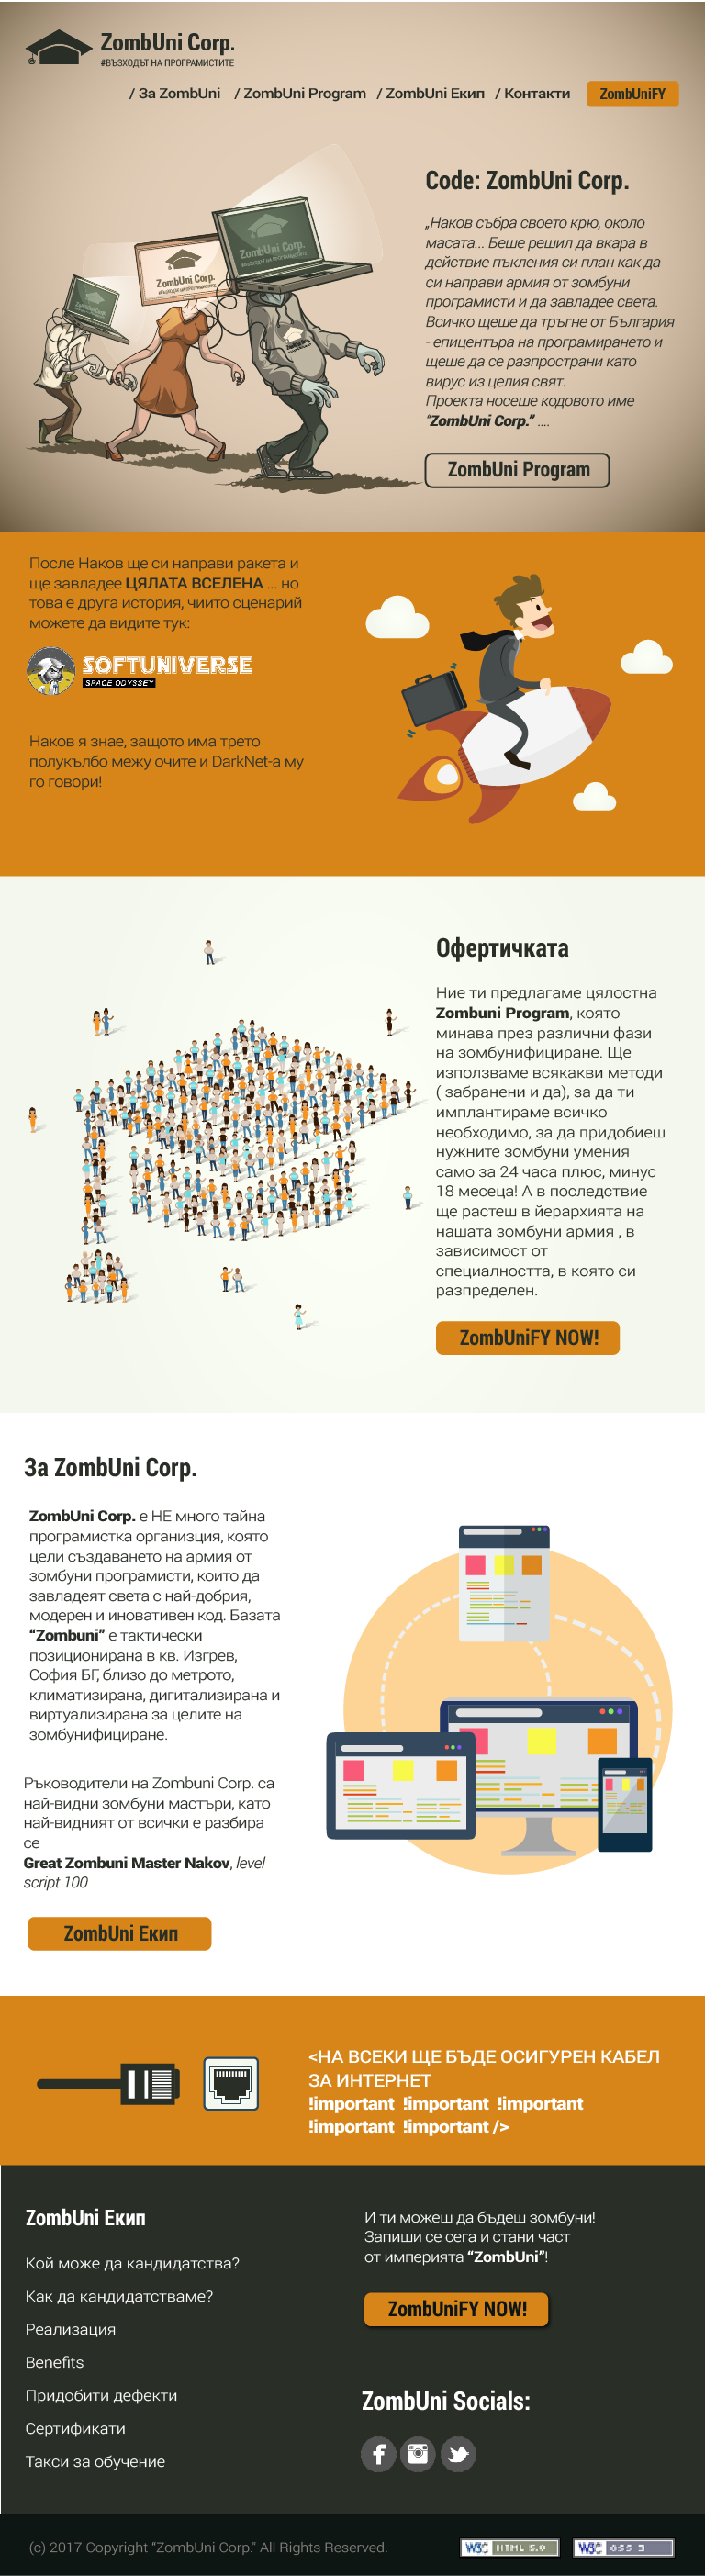 ZombUni Corp.
#ВЪЗХОДЪТ НА ПРОГРАМИСТИТЕ
/ За ZombUni / ZombUni Program / ZombUni Екип / Контакти ZombUniFY
ZombUni Corp.
ZombUni Corp.
Code: ZombUni Corp.
„Наков събра своето крю, около
масата... Беше решил да вкара в
действие пъкления си план как да
си направи армия от зомбуни
програмисти и да завладее света.
Всичко щеше да тръгне от България
- епицентъра на програмирането и
щеше да се разпространи като
вирус из целия свят.
Проекта носеше кодовото име
“ZombUni Corp.” ....
ZombUni Program
После Наков ще си направи ракета и
ще завладее ЦЯЛАТА ВСЕЛЕНА ... но
това е друга история, чиито сценарий
можете да видите тук:
SOFTUNIVERSE
SPACE ODYSSEY
Наков я знае, защото има трето
полукълбо межу очите и DarkNet-а му
го говори!
Офертичката
Ние ти предлагаме цялостна
Zombuni Program, която
минава през различни фази
на зомбунифициране. Ще
използваме всякакви методи
( забранени и да), за да ти
имплантираме всичко
необходимо, за да придобиеш
нужните зомбуни умения
само за 24 часа плюс, минус
18 месеца! А в последствие
ще растеш в йерархията на
нашата зомбуни армия , в
зависимост от
специалността, в която си
разпределен.
ZombUniFY NOW!
За ZombUni Corp.
ZombUni Corp. е НЕ много тайна
програмистка организция, която
цели създаването на армия от
зомбуни програмисти, които да
завладеят света с най-добрия,
модерен и иновативен код. Базата
“Zombuni” е тактически
позиционирана в кв. Изгрев,
София БГ, близо до метрото,
климатизирана, дигитализирана и
виртуализирана за целите на
зомбунифициране.
Ръководители на Zombuni Corp. са
най-видни зомбуни мастъри, като
най-видният от всички е разбира
се
Great Zombuni Master Nakov, level
script 100
ZombUni Екип
<НА ВСЕКИ ЩЕ БЪДЕ ОСИГУРЕН КАБЕЛ
ЗА ИНТЕРНЕТ
!important !important !important
!important !important />
ZombUni Екип
Кой може да кандидатства?
Как да кандидатстваме?
Реализация
Benefits
Придобити дефекти
Сертификати
Такси за обучение
И ти можеш да бъдеш зомбуни!
Запиши се сега и стани част
от империята “ZombUni”!
ZombUniFY NOW!
ZombUni Socials:
(c) 2017 Copyright “ZombUni Corp.” All Rights Reserved.
W3C HTML 5.0
W3C CSS 3